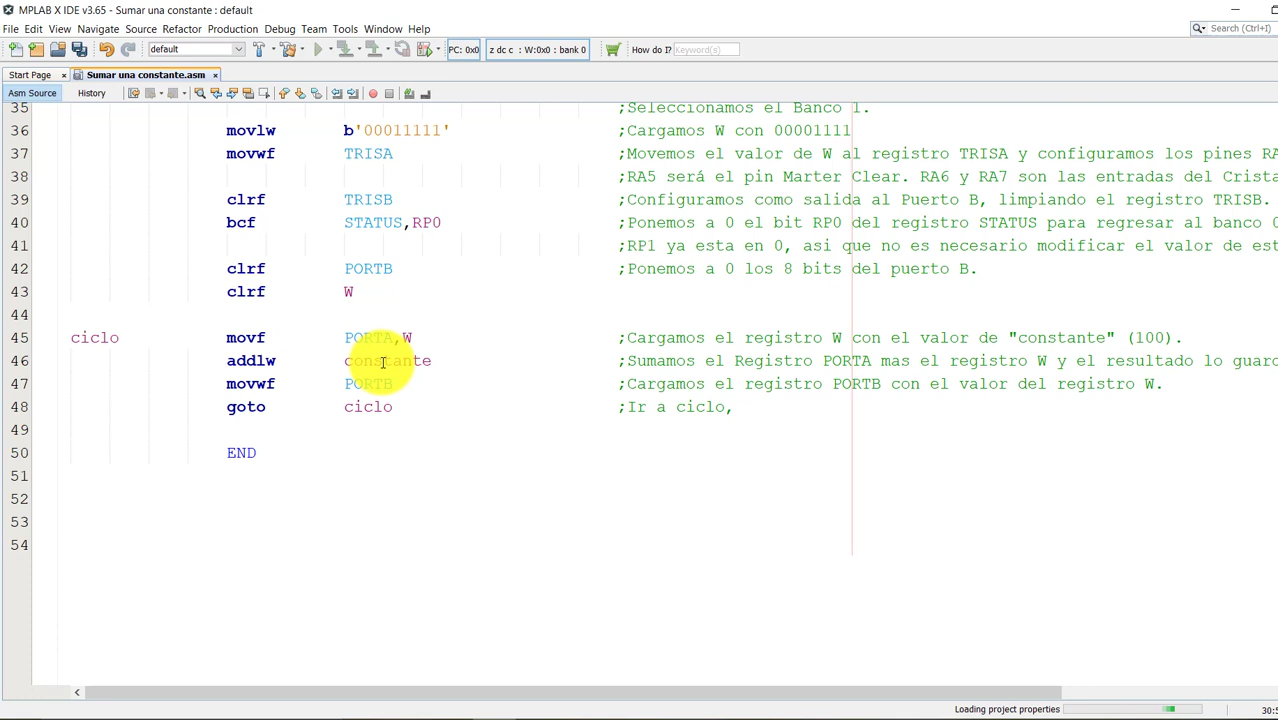 MPLAB X IDE v3.65 - Sumar una constante : default
File Edit View Navigate Source Refactor Production Debug Team Tools Window Help
Search (Ctrl+I)
default PC: 0x0 z dc c : W:0x0 : bank 0 How do I? Keyword(s)
Start Page Sumar una constante.asm
Asm Source History
35 ;Seleccionamos el Banco 1.
36 movlw b'00011111' ;Cargamos W con 00001111
37 movwf TRISA ;Movemos el valor de W al registro TRISA y configuramos los pines RA
38 ;RA5 será el pin Marter Clear. RA6 y RA7 son las entradas del Crista
39 clrf TRISB ;Configuramos como salida al Puerto B, limpiando el registro TRISB.
40 bcf STATUS,RP0 ;Ponemos a 0 el bit RP0 del registro STATUS para regresar al banco
41 ;RP1 ya esta en 0, asi que no es necesario modificar el valor de est
42 clrf PORTB ;Ponemos a 0 los 8 bits del puerto B.
43 clrf W
44
45 ciclo movf PORTA,W ;Cargamos el registro W con el valor de "constante" (100).
46 addlw constante ;Sumamos el Registro PORTA mas el registro W y el resultado lo guard
47 movwf PORTB ;Cargamos el registro PORTB con el valor del registro W.
48 goto ciclo ;Ir a ciclo,
49
50 END
51
52
53
54
Loading project properties 30:5